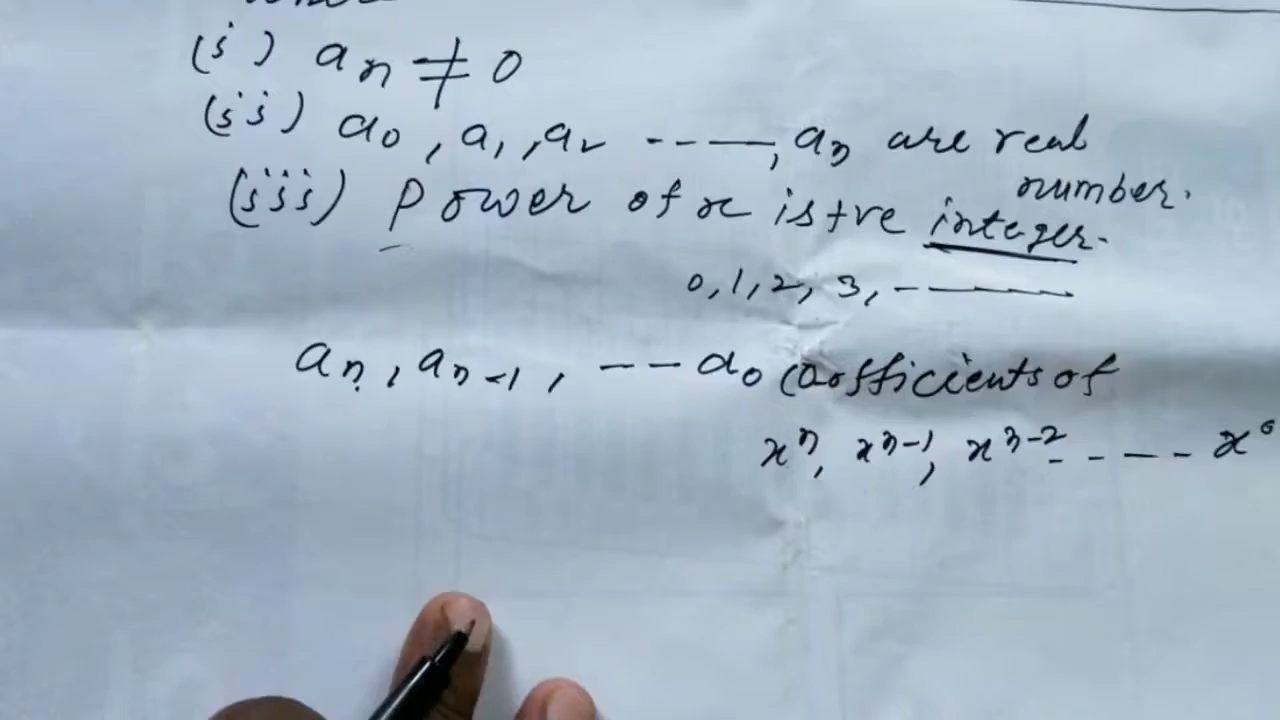 (i) aₙ ≠ 0
(ii) a₀, a₁, a₂ ----, aₙ are real
number.
(iii) Power of x is +ve integer.
0, 1, 2, 3, -----
aₙ, aₙ₋₁, --- a₀ coefficients of
xⁿ, xⁿ⁻¹, xⁿ⁻² ----- x⁰